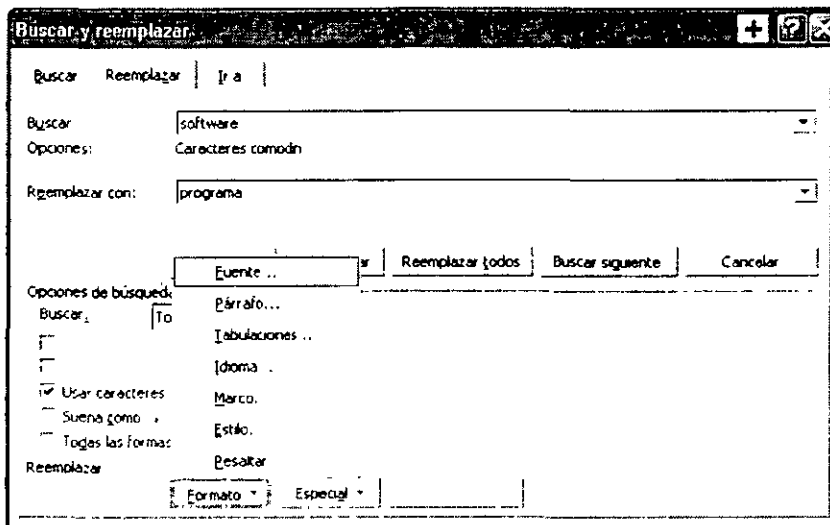 Buscar y reemplazar
Buscar Reemplazar Ir a
Buscar software
Opciones: Caracteres comodín
Reemplazar con: programa
ar Reemplazar todos Buscar siguiente Cancelar
Fuente ..
Opciones de búsqueda
Párrafo...
Buscar. To
Tabulaciones ..
Idioma .
Usar caracteres
Marco.
Suena como .
Estilo.
Todas las formas
Resaltar
Reemplazar
Formato Especial